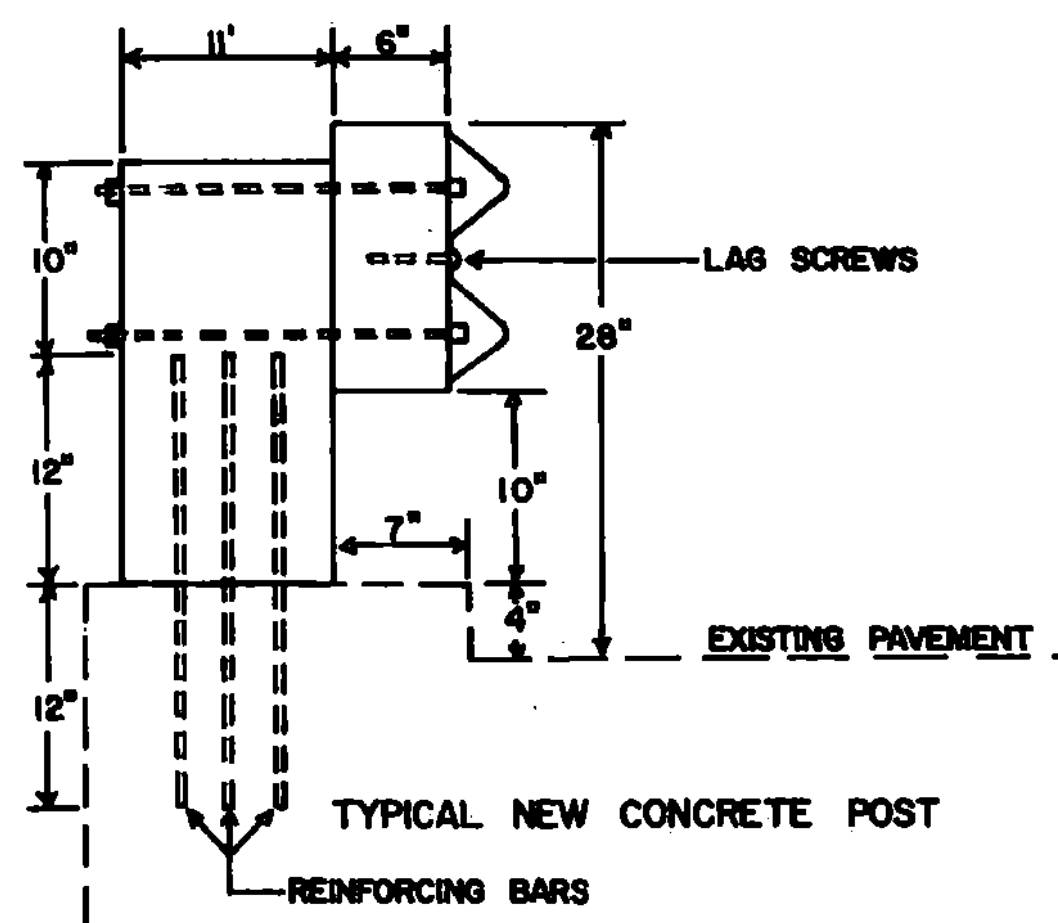 11'
6"
10"
LAG SCREWS
28"
12"
10"
7"
4"
EXISTING PAVEMENT
12"
TYPICAL NEW CONCRETE POST
REINFORCING BARS